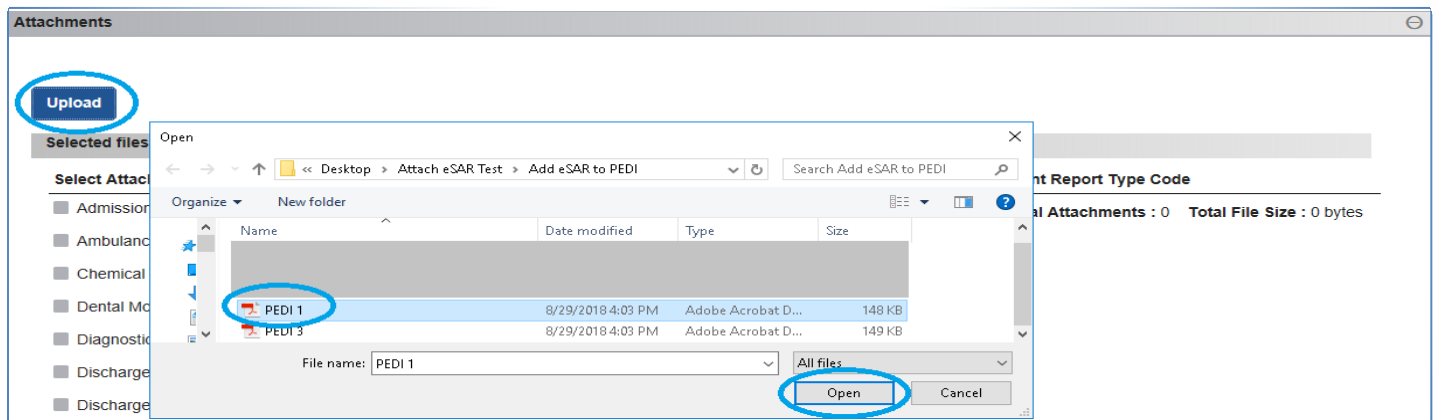 Attachments
Upload
Open
Selected files
« Desktop > Attach eSAR Test > Add eSAR to PEDI
Search Add eSAR to PEDI
Select Attac
nt Report Type Code
Organize
New folder
Admission
al Attachments : 0 Total File Size : 0 bytes
Name Date modified Type Size
Ambulanc
Chemical
Dental Mo
PEDI 1 8/29/2018 4:03 PM Adobe Acrobat D... 148 KB
PEDI 3 8/29/2018 4:03 PM Adobe Acrobat D... 149 KB
Diagnostic
File name: PEDI 1 All files
Discharge
Open Cancel
Discharge